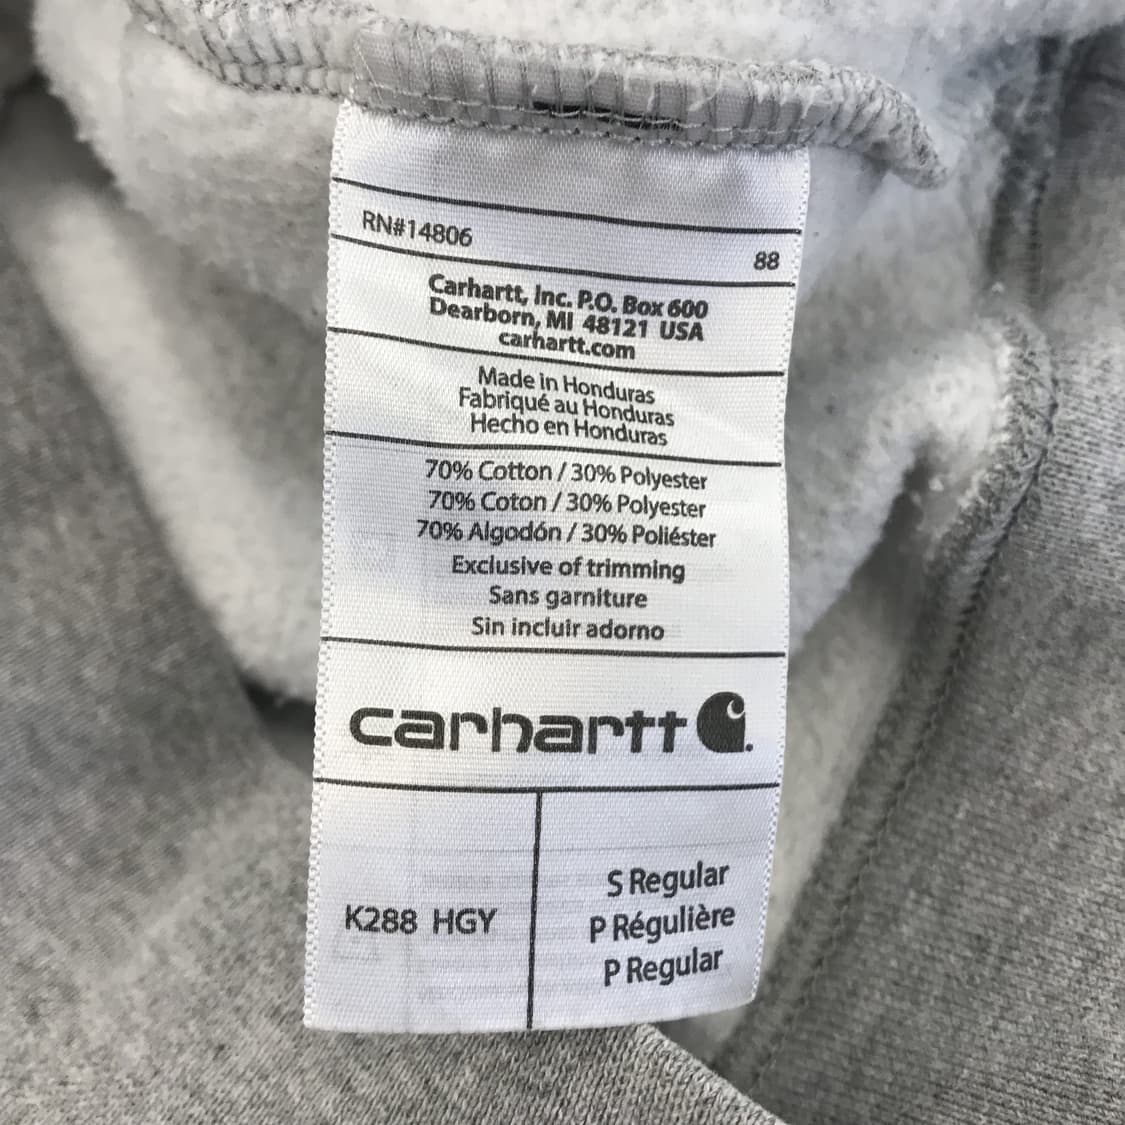 RN#14806
88
Carhartt, Inc. P.O. Box 600
Dearborn, MI 48121 USA
carhartt.com
Made in Honduras
Fabriqué au Honduras
Hecho en Honduras
70% Cotton / 30% Polyester
70% Coton / 30% Polyester
70% Algodón / 30% Poliéster
Exclusive of trimming
Sans garniture
Sin incluir adorno
carhartt
K288 HGY
S Regular
P Régulière
P Regular